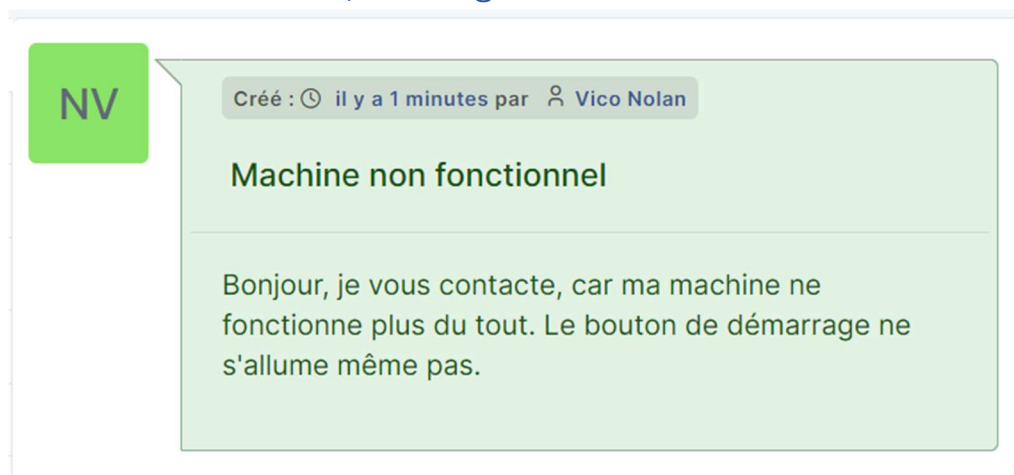 NV
Créé : il y a 1 minutes par Vico Nolan
Machine non fonctionnel
Bonjour, je vous contacte, car ma machine ne
fonctionne plus du tout. Le bouton de démarrage ne
s'allume même pas.